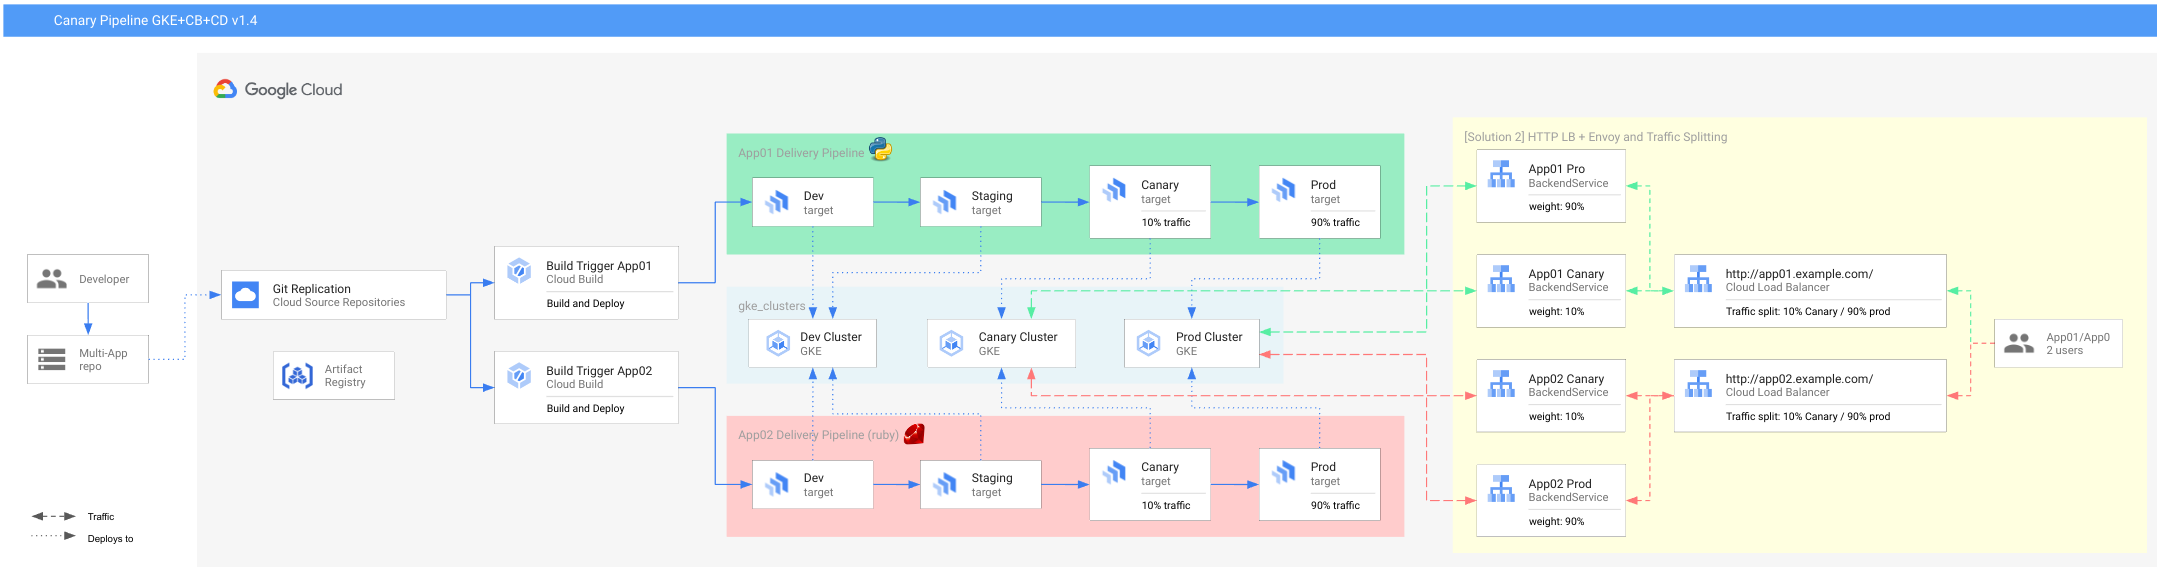 Canary Pipeline GKE+CB+CD v1.4
Google Cloud
Developer
Multi-App
repo
Traffic
Deploys to
Git Replication
Cloud Source Repositories
Artifact
Registry
Build Trigger App01
Cloud Build
Build and Deploy
Build Trigger App02
Cloud Build
Build and Deploy
App01 Delivery Pipeline
Dev
target
Staging
target
Canary
target
10% traffic
Prod
target
90% traffic
gke_clusters
Dev Cluster
GKE
Canary Cluster
GKE
Prod Cluster
GKE
App02 Delivery Pipeline (ruby)
Dev
target
Staging
target
Canary
target
10% traffic
Prod
target
90% traffic
[Solution 2] HTTP LB + Envoy and Traffic Splitting
App01 Pro
BackendService
weight: 90%
App01 Canary
BackendService
weight: 10%
App02 Canary
BackendService
weight: 10%
App02 Prod
BackendService
weight: 90%
http://app01.example.com/
Cloud Load Balancer
Traffic split: 10% Canary / 90% prod
http://app02.example.com/
Cloud Load Balancer
Traffic split: 10% Canary / 90% prod
App01/App0
2 users